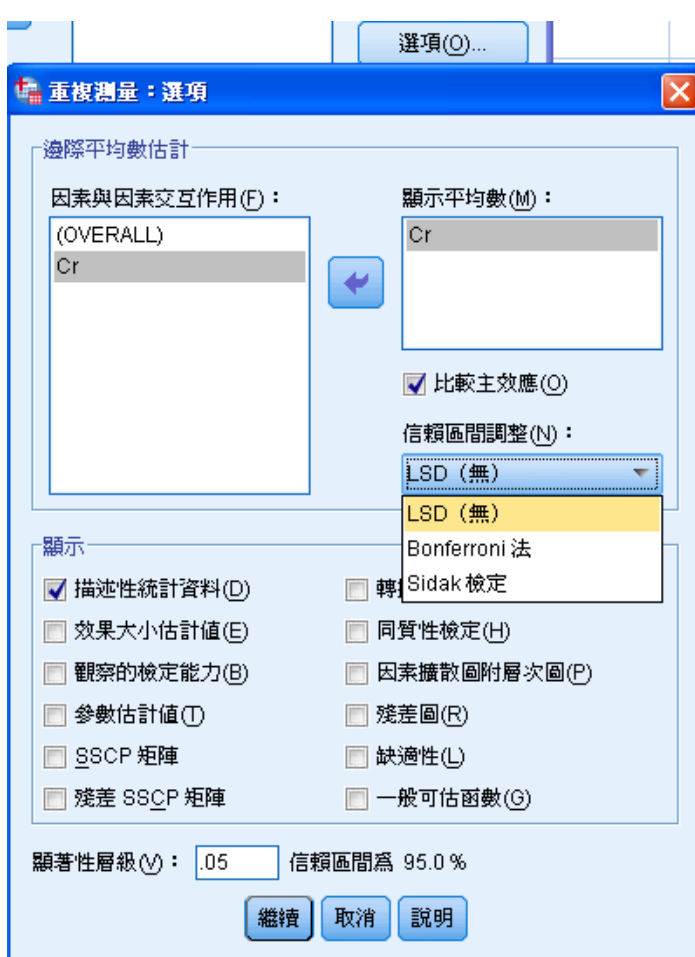 選項(O)...
重複測量：選項
邊際平均數估計
因素與因素交互作用(F)：
顯示平均數(M)：
(OVERALL)
Cr
Cr
比較主效應(O)
信賴區間調整(N)：
LSD（無）
LSD（無）
Bonferroni 法
Sidak 檢定
顯示
描述性統計資料(D)
轉
效果大小估計值(E)
同質性檢定(H)
觀察的檢定能力(B)
因素擴散圖附層次圖(P)
參數估計值(T)
殘差圖(R)
SSCP 矩陣
缺適性(L)
殘差 SSCP 矩陣
一般可估函數(G)
顯著性層級(V)： .05 信賴區間為 95.0 %
繼續 取消 說明